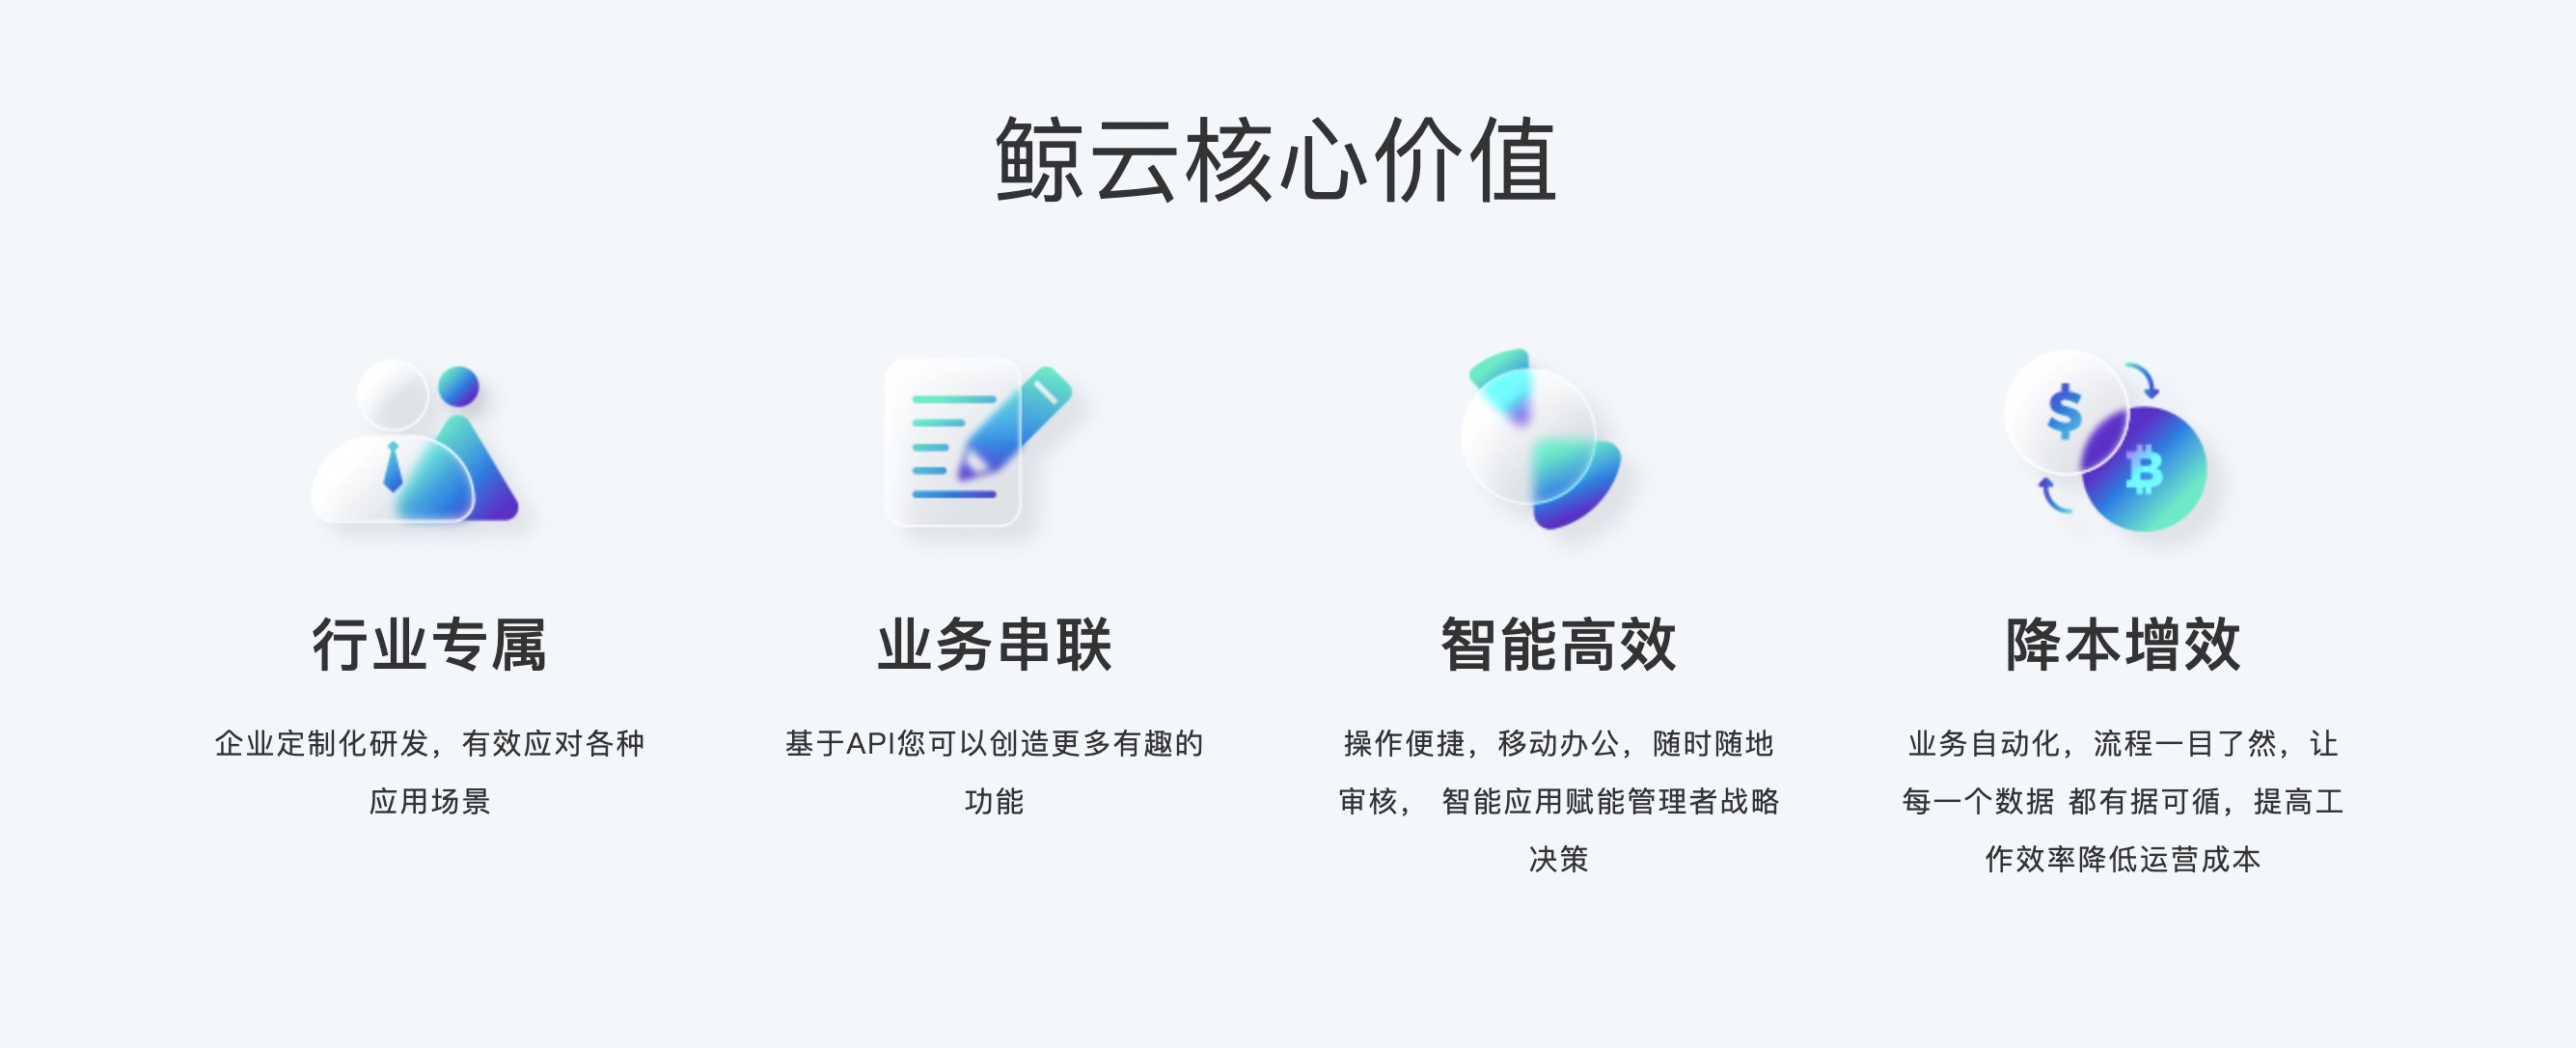 鲸云核心价值
行业专属
企业定制化研发，有效应对各种
应用场景
业务串联
基于API您可以创造更多有趣的
功能
智能高效
操作便捷，移动办公，随时随地
审核， 智能应用赋能管理者战略
决策
降本增效
业务自动化，流程一目了然，让
每一个数据 都有据可循，提高工
作效率降低运营成本